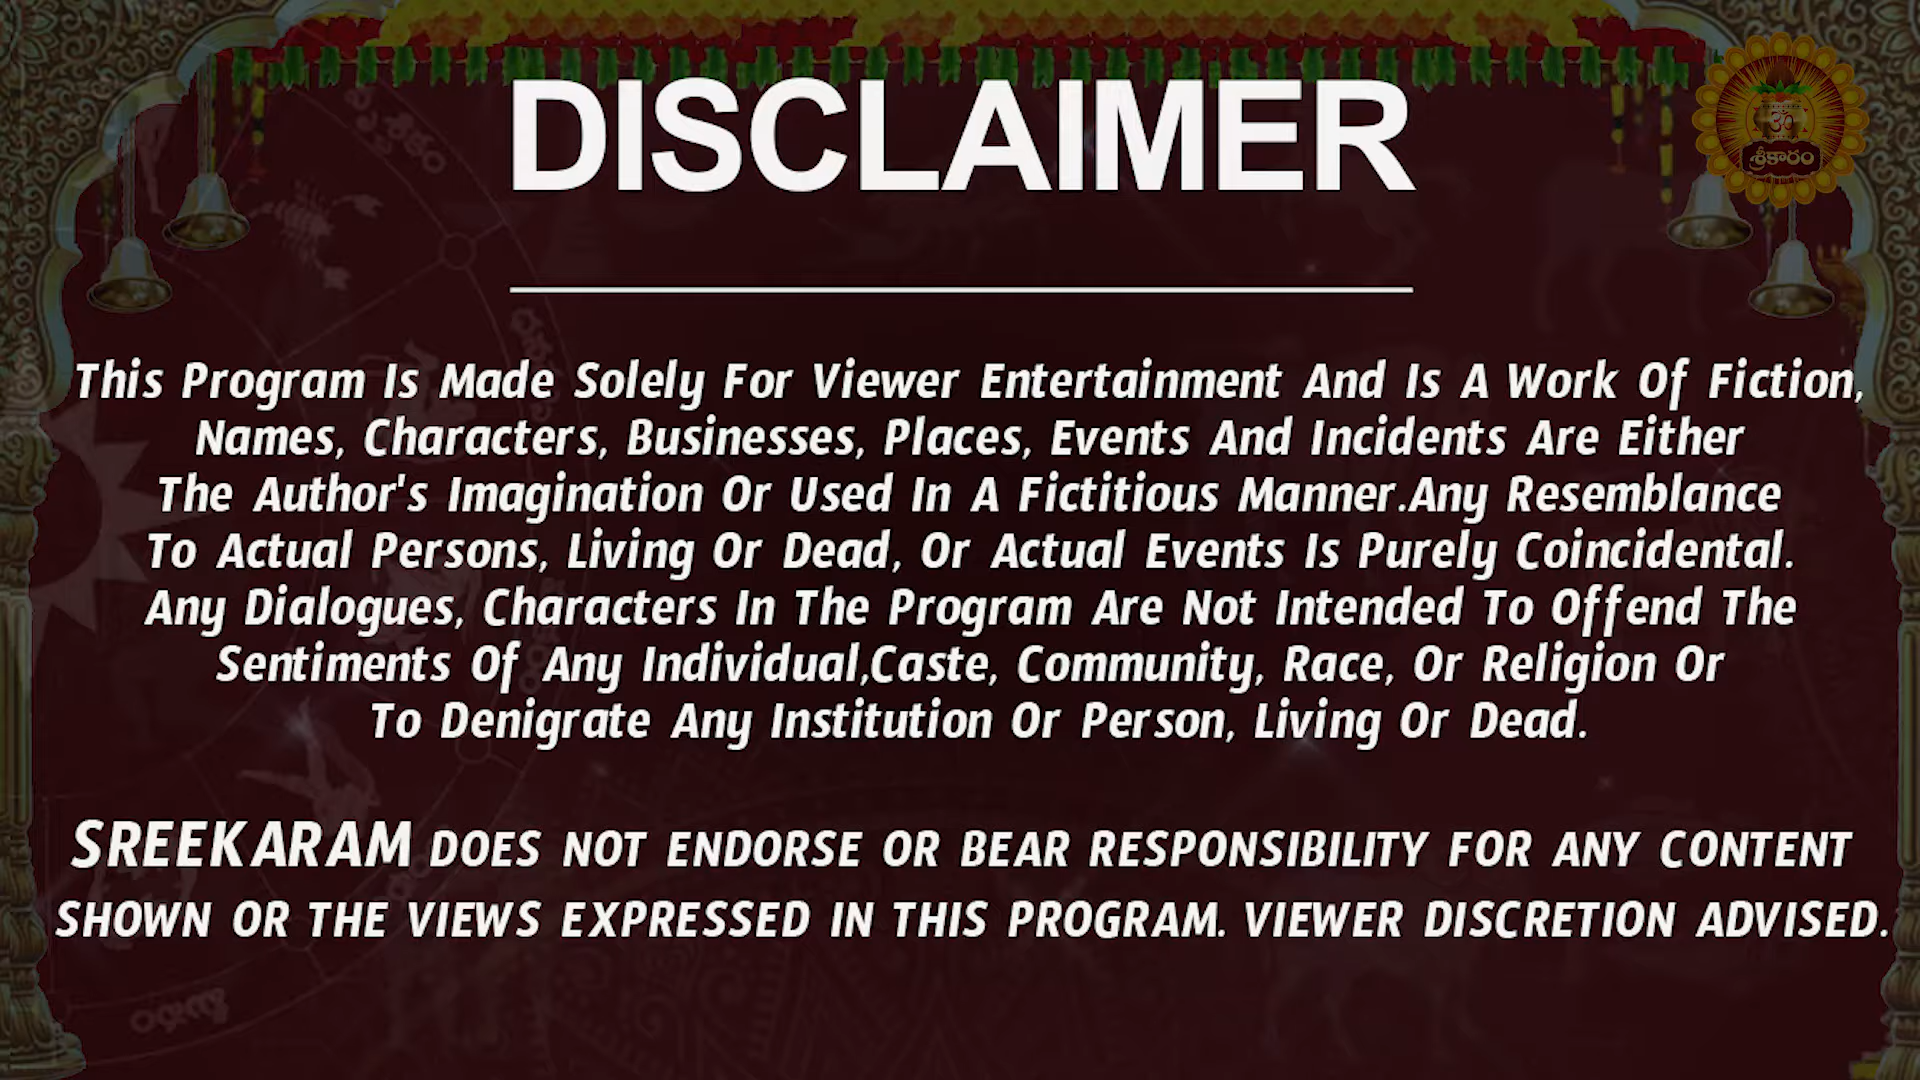 DISCLAIMER
ॐ
శ్రీకారం
This Program Is Made Solely For Viewer Entertainment And Is A Work Of Fiction,
Names, Characters, Businesses, Places, Events And Incidents Are Either
The Author's Imagination Or Used In A Fictitious Manner.Any Resemblance
To Actual Persons, Living Or Dead, Or Actual Events Is Purely Coincidental.
Any Dialogues, Characters In The Program Are Not Intended To Offend The
Sentiments Of Any Individual,Caste, Community, Race, Or Religion Or
To Denigrate Any Institution Or Person, Living Or Dead.
SREEKARAM DOES NOT ENDORSE OR BEAR RESPONSIBILITY FOR ANY CONTENT
SHOWN OR THE VIEWS EXPRESSED IN THIS PROGRAM. VIEWER DISCRETION ADVISED.